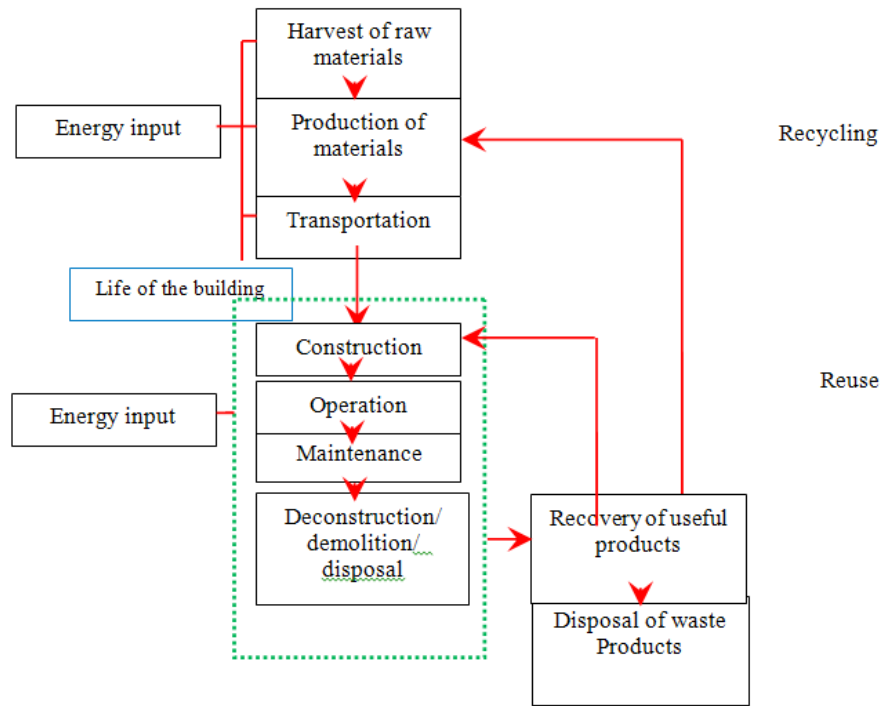 Harvest of raw
materials
Energy input
Production of
materials
Recycling
Transportation
Life of the building
Construction
Reuse
Operation
Energy input
Maintenance
Deconstruction/
demolition/
disposal
Recovery of useful
products
Disposal of waste
Products